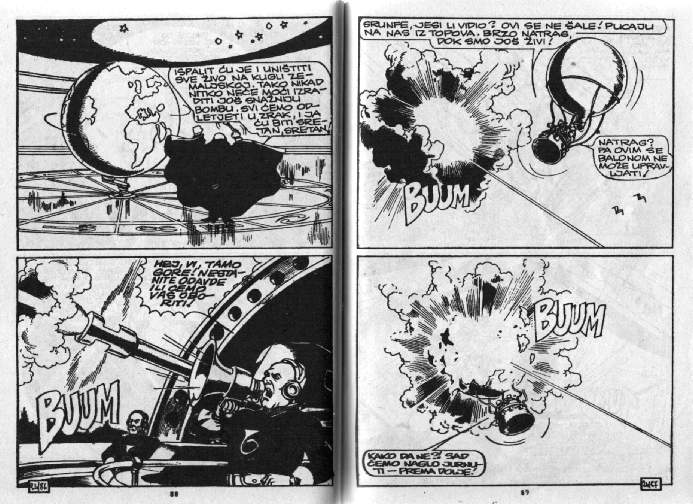 ISPALIT ĆU JE I UNIŠTITI
SVE ŽIVO NA KUGLI ZE-
MALJSKOJ, TAKO NIKAD
NITKO NEĆE MOĆI IZRA-
DITI JOŠ SNAŽNIJU
BOMBU. SVI ĆEMO OD-
LETJETI U ZRAK, I JA
ĆU BITI SRE-
TAN, SRETAN!
HEJ, VI, TAMO
GORE! NESTA-
NITE ODAVDE
ILI ĆEMO
VAS OBO-
RITI!
BUUM
88
SRUNFE, JESI LI VIDIO? OVI SE NE ŠALE! PUCAJU
NA NAS IZ TOPOVA. BRZO NATRAG,
DOK SMO JOŠ ŽIVI!
NATRAG?
PA OVIM SE
BALONOM NE
MOŽE UPRAV-
LJATI!
BUUM
BUUM
KAKO DA NE? SAD
ĆEMO NAGLO JURNU-
TI — PREMA DOLJE!